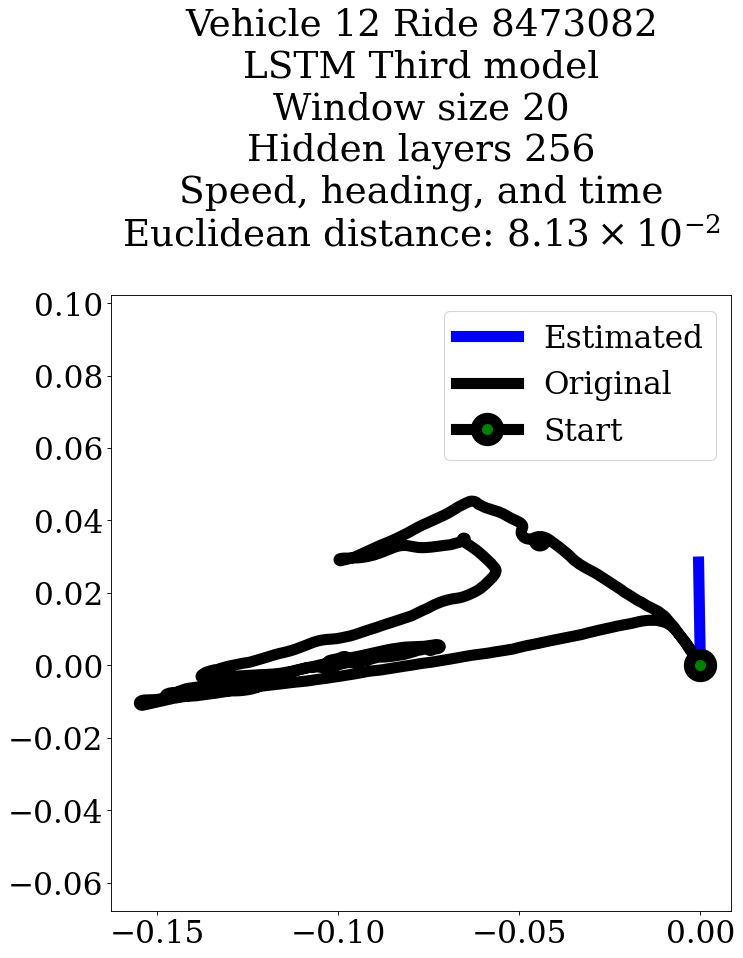 Vehicle 12 Ride 8473082
LSTM Third model
Window size 20
Hidden layers 256
Speed, heading, and time
Euclidean distance: 8.13 × 10⁻²
Estimated
Original
Start
0.10
0.08
0.06
0.04
0.02
0.00
−0.02
−0.04
−0.06
−0.15
−0.10
−0.05
0.00